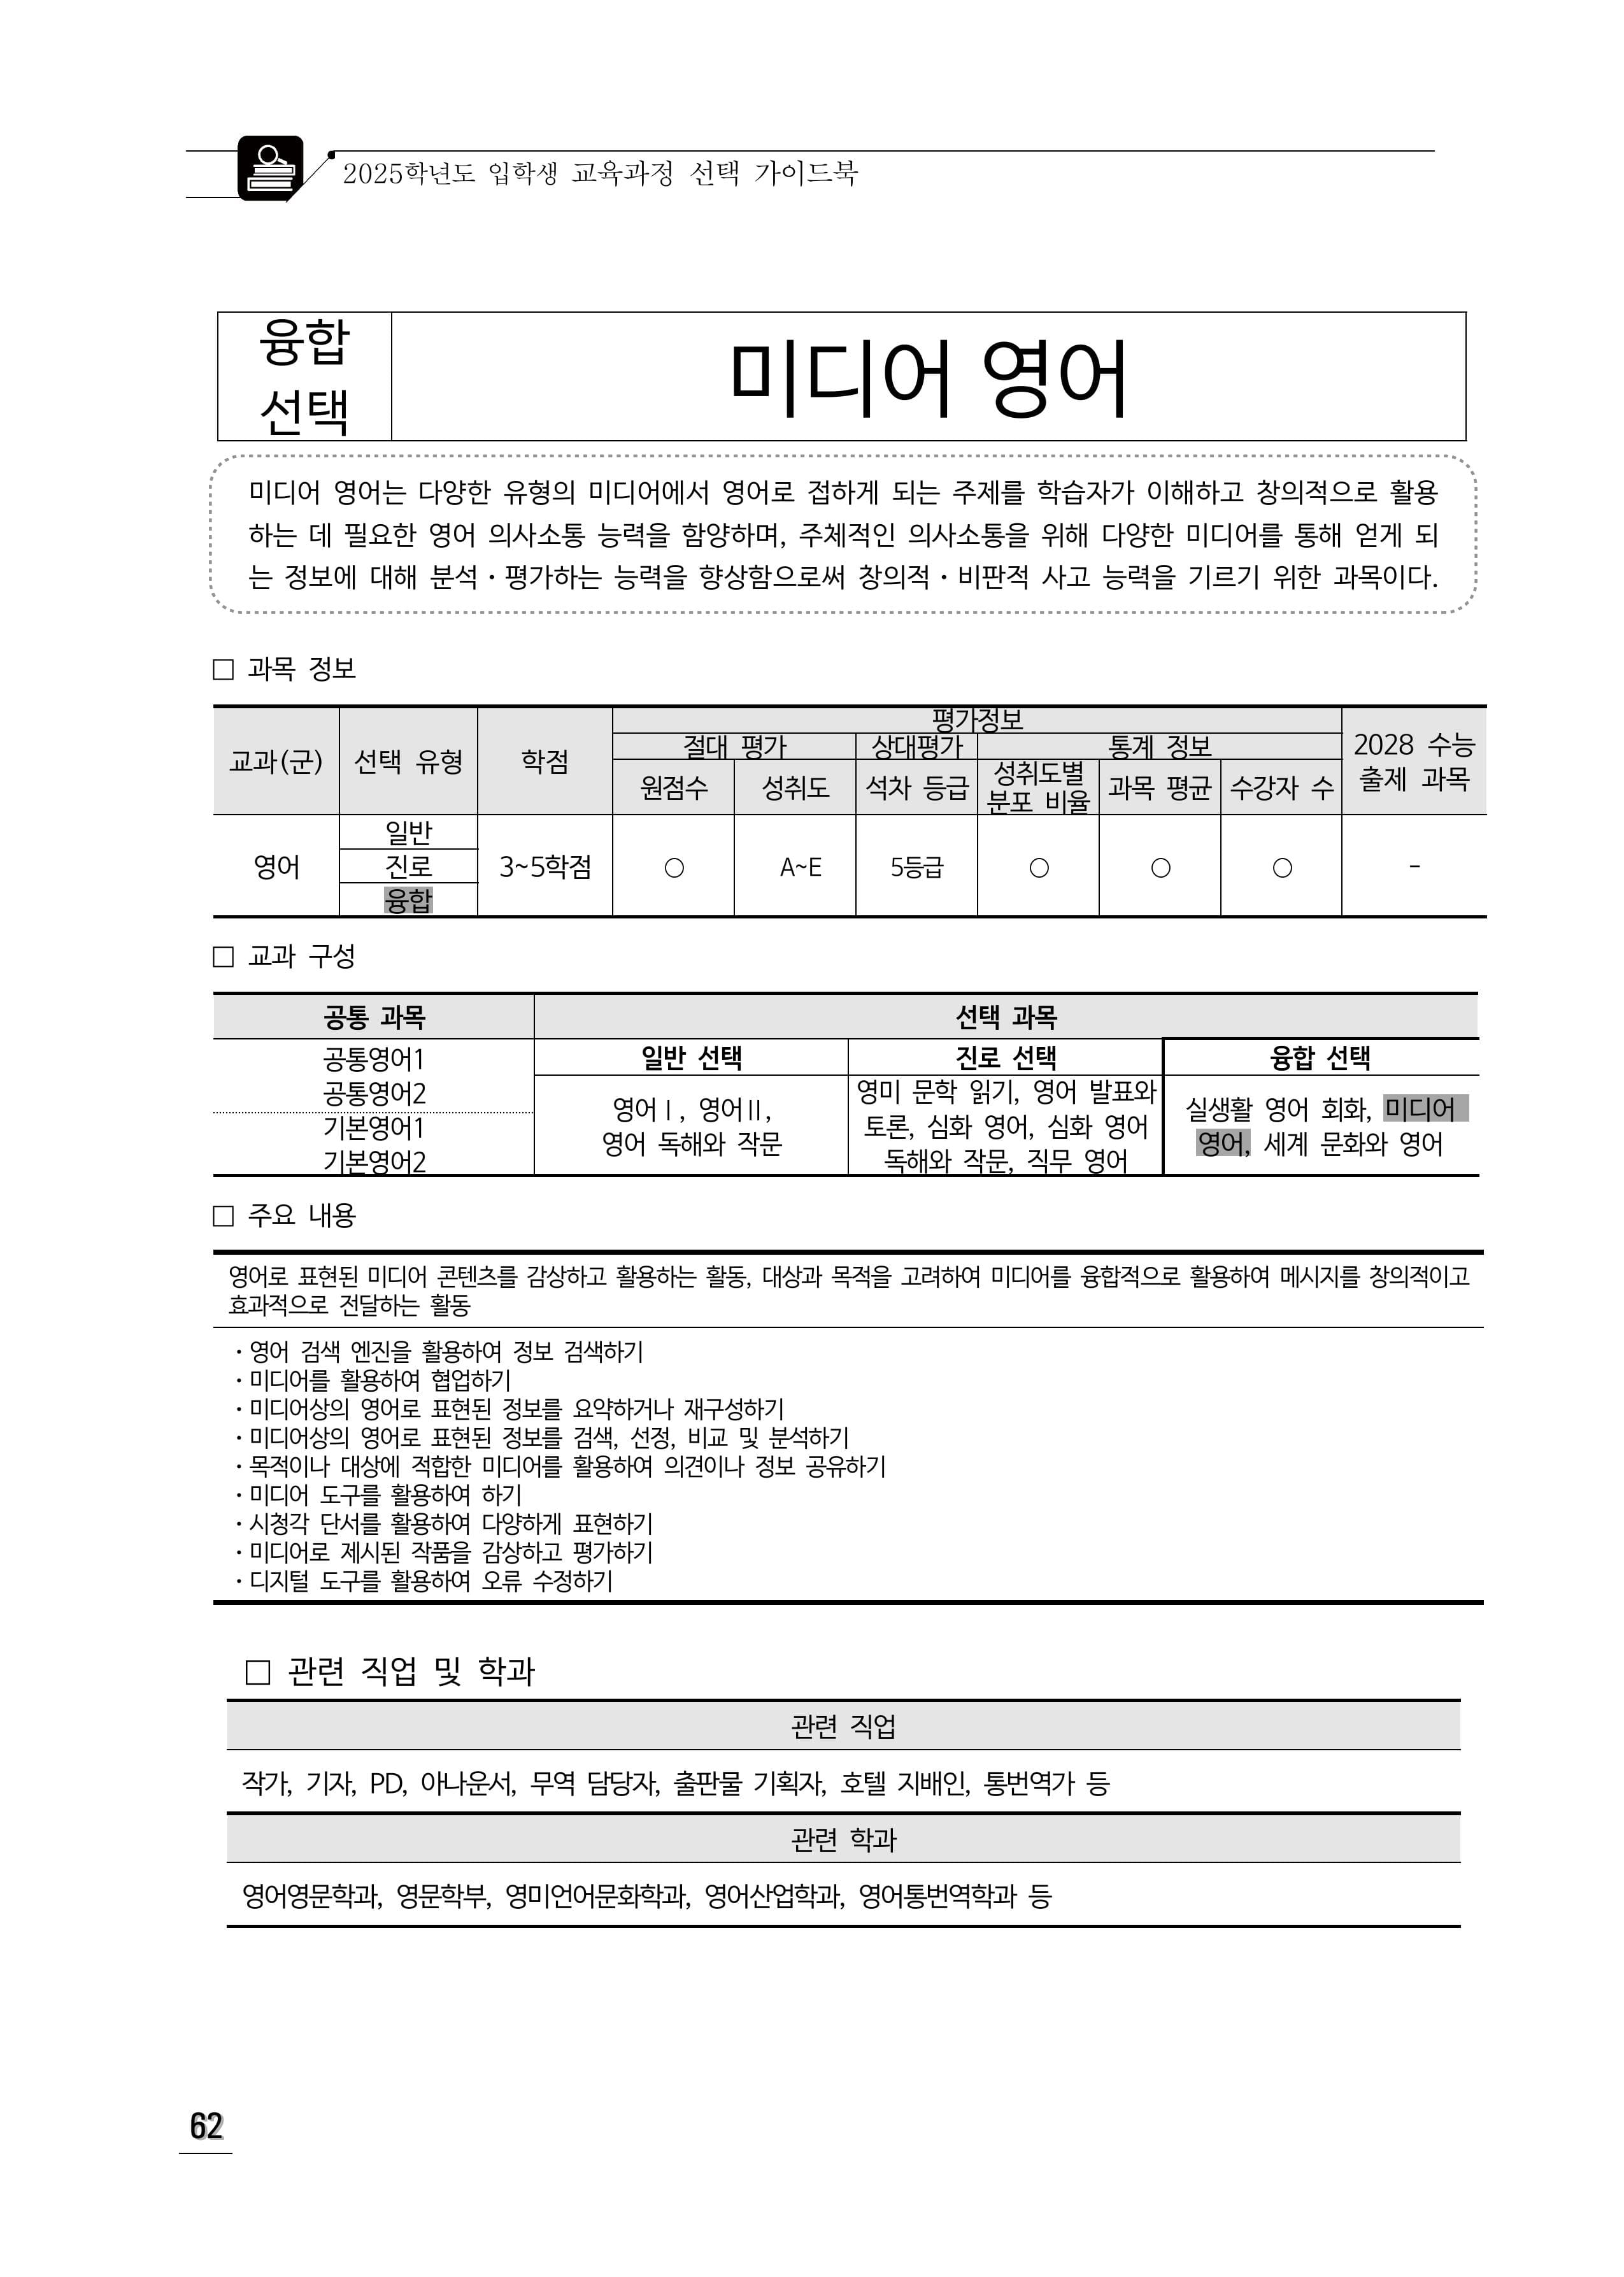 2025학년도 입학생 교육과정 선택 가이드북
융합
선택
미디어 영어
미디어 영어는 다양한 유형의 미디어에서 영어로 접하게 되는 주제를 학습자가 이해하고 창의적으로 활용
하는 데 필요한 영어 의사소통 능력을 함양하며, 주체적인 의사소통을 위해 다양한 미디어를 통해 얻게 되
는 정보에 대해 분석·평가하는 능력을 향상함으로써 창의적·비판적 사고 능력을 기르기 위한 과목이다.
□ 과목 정보
교과(군) 선택 유형 학점 평가정보 2028 수능
출제 과목
절대 평가 상대평가 통계 정보
원점수 성취도 석차 등급 성취도별
분포 비율 과목 평균 수강자 수
영어 일반
진로
융합
3~5학점 ○ A~E 5등급 ○ ○ ○ -
□ 교과 구성
공통 과목 선택 과목
공통영어1
공통영어2
기본영어1
기본영어2
일반 선택 진로 선택 융합 선택
영어Ⅰ, 영어Ⅱ,
영어 독해와 작문
영미 문학 읽기, 영어 발표와
토론, 심화 영어, 심화 영어
독해와 작문, 직무 영어
실생활 영어 회화, 미디어
영어, 세계 문화와 영어
□ 주요 내용
영어로 표현된 미디어 콘텐츠를 감상하고 활용하는 활동, 대상과 목적을 고려하여 미디어를 융합적으로 활용하여 메시지를 창의적이고
효과적으로 전달하는 활동
·영어 검색 엔진을 활용하여 정보 검색하기
·미디어를 활용하여 협업하기
·미디어상의 영어로 표현된 정보를 요약하거나 재구성하기
·미디어상의 영어로 표현된 정보를 검색, 선정, 비교 및 분석하기
·목적이나 대상에 적합한 미디어를 활용하여 의견이나 정보 공유하기
·미디어 도구를 활용하여 하기
·시청각 단서를 활용하여 다양하게 표현하기
·미디어로 제시된 작품을 감상하고 평가하기
·디지털 도구를 활용하여 오류 수정하기
□ 관련 직업 및 학과
관련 직업
작가, 기자, PD, 아나운서, 무역 담당자, 출판물 기획자, 호텔 지배인, 통번역가 등
관련 학과
영어영문학과, 영문학부, 영미언어문화학과, 영어산업학과, 영어통번역학과 등
62